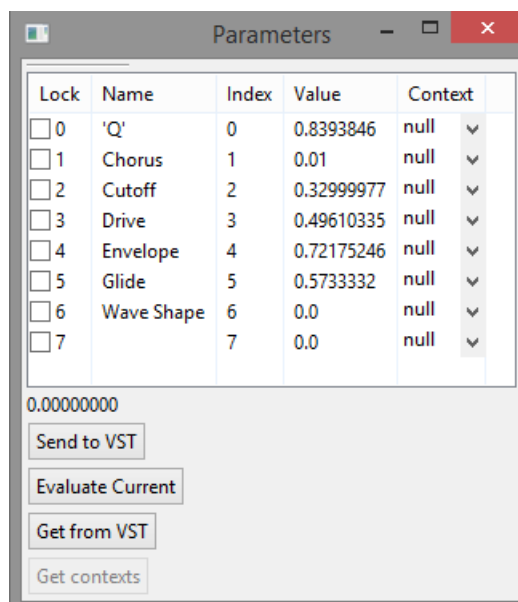 Parameters
Lock Name Index Value Context
0 'Q' 0 0.8393846 null
1 Chorus 1 0.01 null
2 Cutoff 2 0.32999977 null
3 Drive 3 0.49610335 null
4 Envelope 4 0.72175246 null
5 Glide 5 0.5733332 null
6 Wave Shape 6 0.0 null
7 7 0.0 null
0.00000000
Send to VST
Evaluate Current
Get from VST
Get contexts